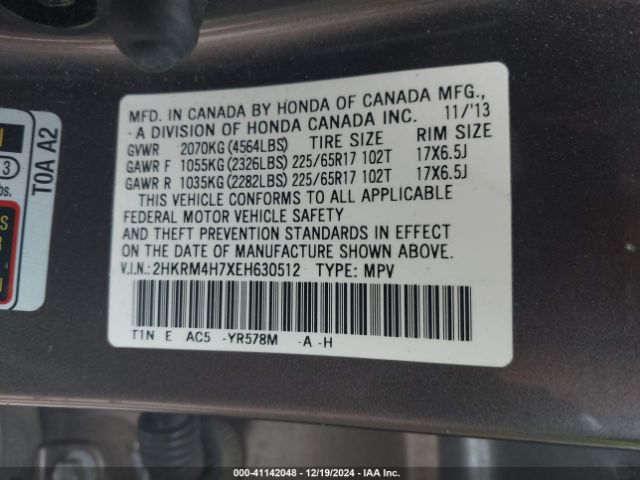 MFD. IN CANADA BY HONDA OF CANADA MFG.,
A DIVISION OF HONDA CANADA INC. 11/'13
GVWR 2070KG (4564LBS) TIRE SIZE RIM SIZE
GAWR F 1055KG (2326LBS) 225/65R17 102T 17X6.5J
GAWR R 1035KG (2282LBS) 225/65R17 102T 17X6.5J
THIS VEHICLE CONFORMS TO ALL APPLICABLE
FEDERAL MOTOR VEHICLE SAFETY
AND THEFT PREVENTION STANDARDS IN EFFECT
ON THE DATE OF MANUFACTURE SHOWN ABOVE.
V.I.N.: 2HKRM4H7XEH630512 TYPE: MPV
T1N E AC5 -YR578M -A -H
T0A A2
3
bs.
S
000-41142048 - 12/19/2024 - IAA Inc.